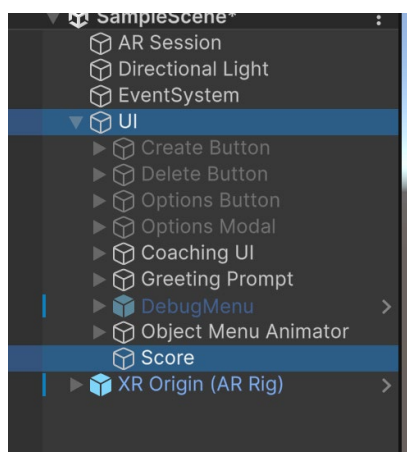 SampleScene*
AR Session
Directional Light
EventSystem
UI
Create Button
Delete Button
Options Button
Options Modal
Coaching UI
Greeting Prompt
DebugMenu
Object Menu Animator
Score
XR Origin (AR Rig)